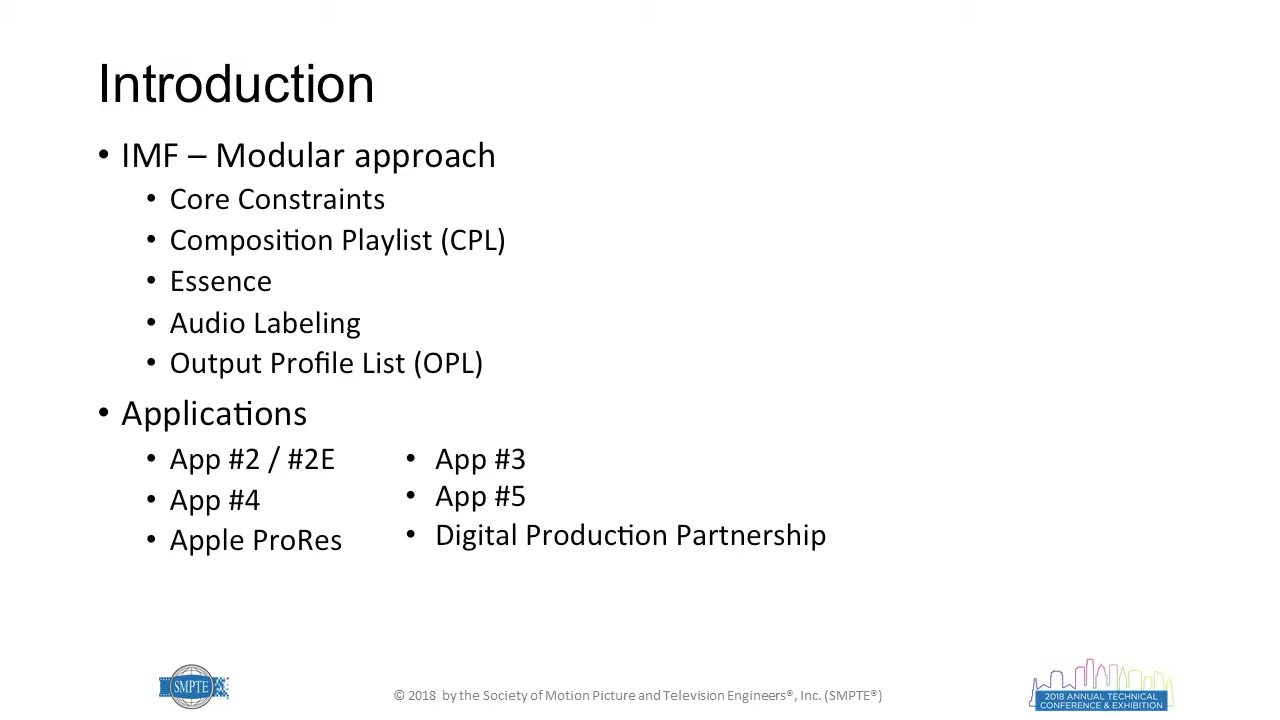 Introduction
• IMF – Modular approach
• Core Constraints
• Composition Playlist (CPL)
• Essence
• Audio Labeling
• Output Profile List (OPL)
• Applications
• App #2 / #2E
• App #4
• Apple ProRes
• App #3
• App #5
• Digital Production Partnership
SMPTE
© 2018 by the Society of Motion Picture and Television Engineers®, Inc. (SMPTE®)
2018 ANNUAL TECHNICAL
CONFERENCE & EXHIBITION